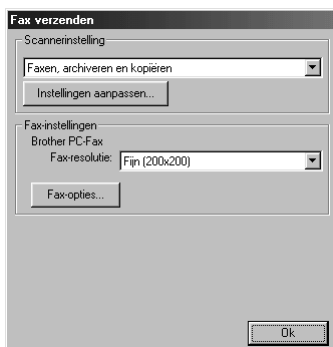 Fax verzenden
Scannerinstelling
Faxen, archiveren en kopiëren
Instellingen aanpassen...
Fax-instellingen
Brother PC-Fax
Fax-resolutie: Fijn (200x200)
Fax-opties...
Ok